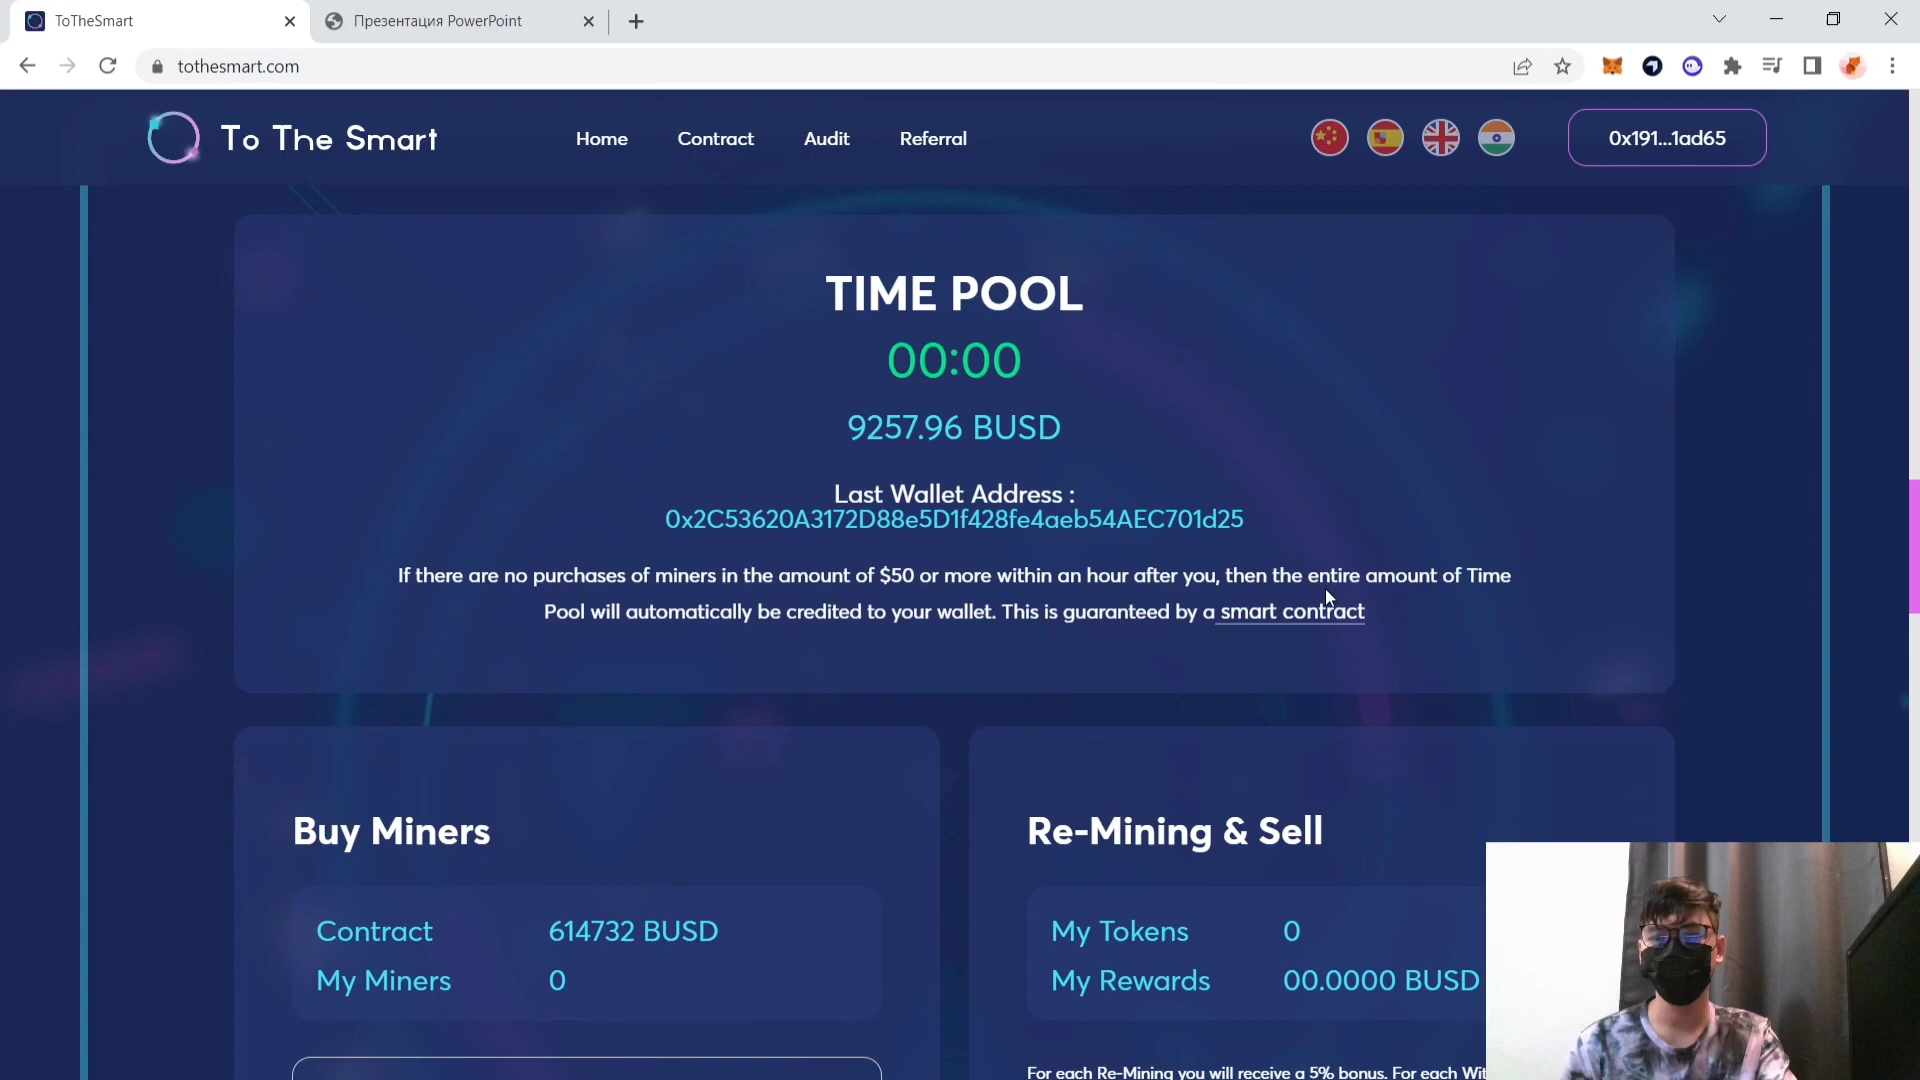 ToTheSmart
Презентация PowerPoint
tothesmart.com
To The Smart
Home
Contract
Audit
Referral
0x191...1ad65
TIME POOL
00:00
9257.96 BUSD
Last Wallet Address :
0x2C53620A3172D88e5D1f428fe4aeb54AEC701d25
If there are no purchases of miners in the amount of $50 or more within an hour after you, then the entire amount of Time
Pool will automatically be credited to your wallet. This is guaranteed by a smart contract
Buy Miners
Contract 614732 BUSD
My Miners 0
Re-Mining & Sell
My Tokens 0
My Rewards 00.0000 BUSD
For each Re-Mining you will receive a 5% bonus. For each Wit